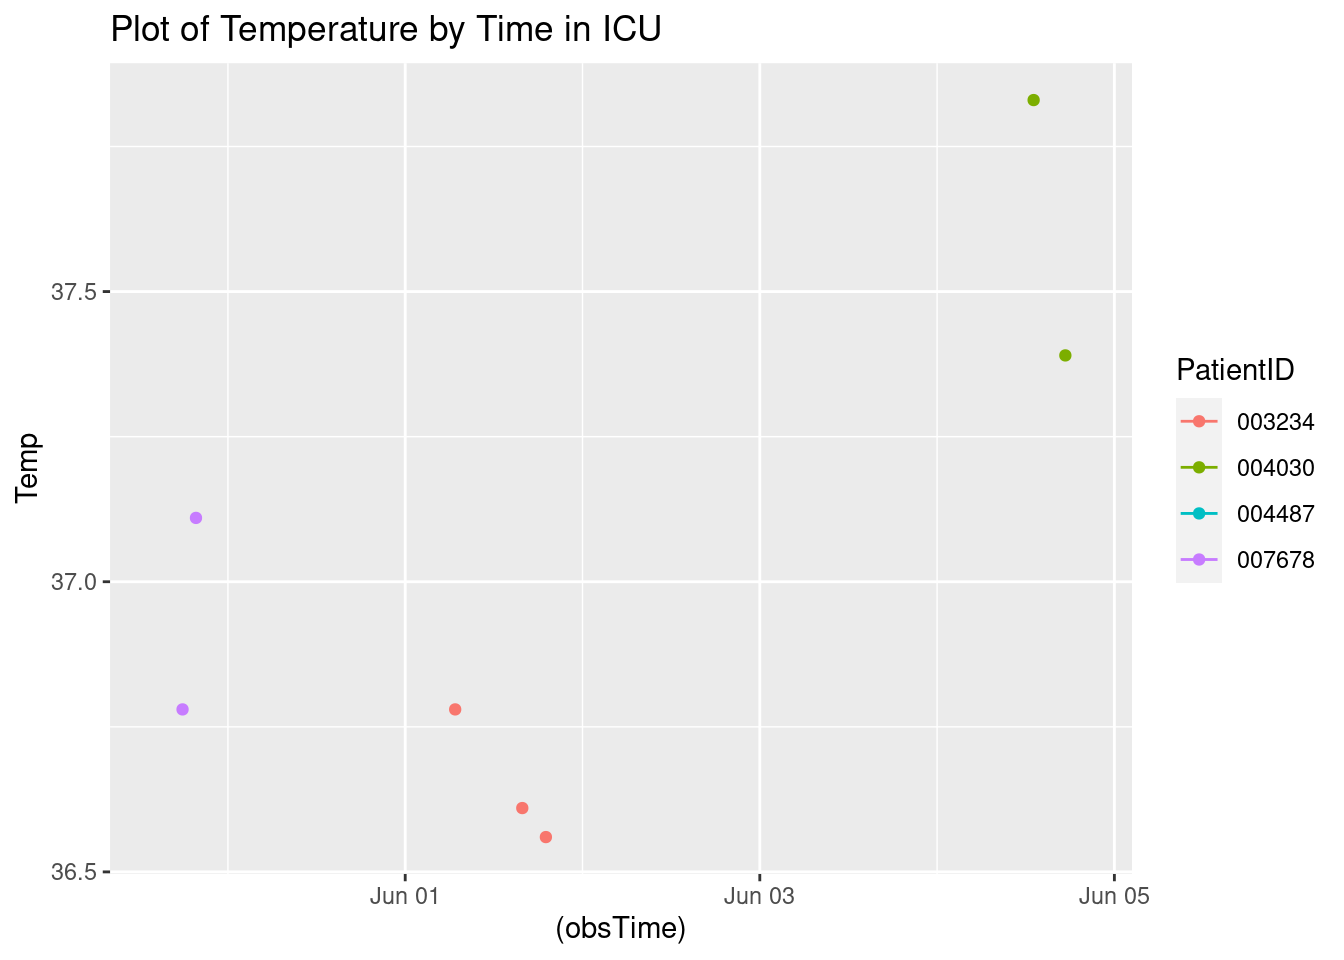 Plot of Temperature by Time in ICU
37.5
37.0
36.5
Temp
Jun 01
Jun 03
Jun 05
(obsTime)
PatientID
003234
004030
004487
007678